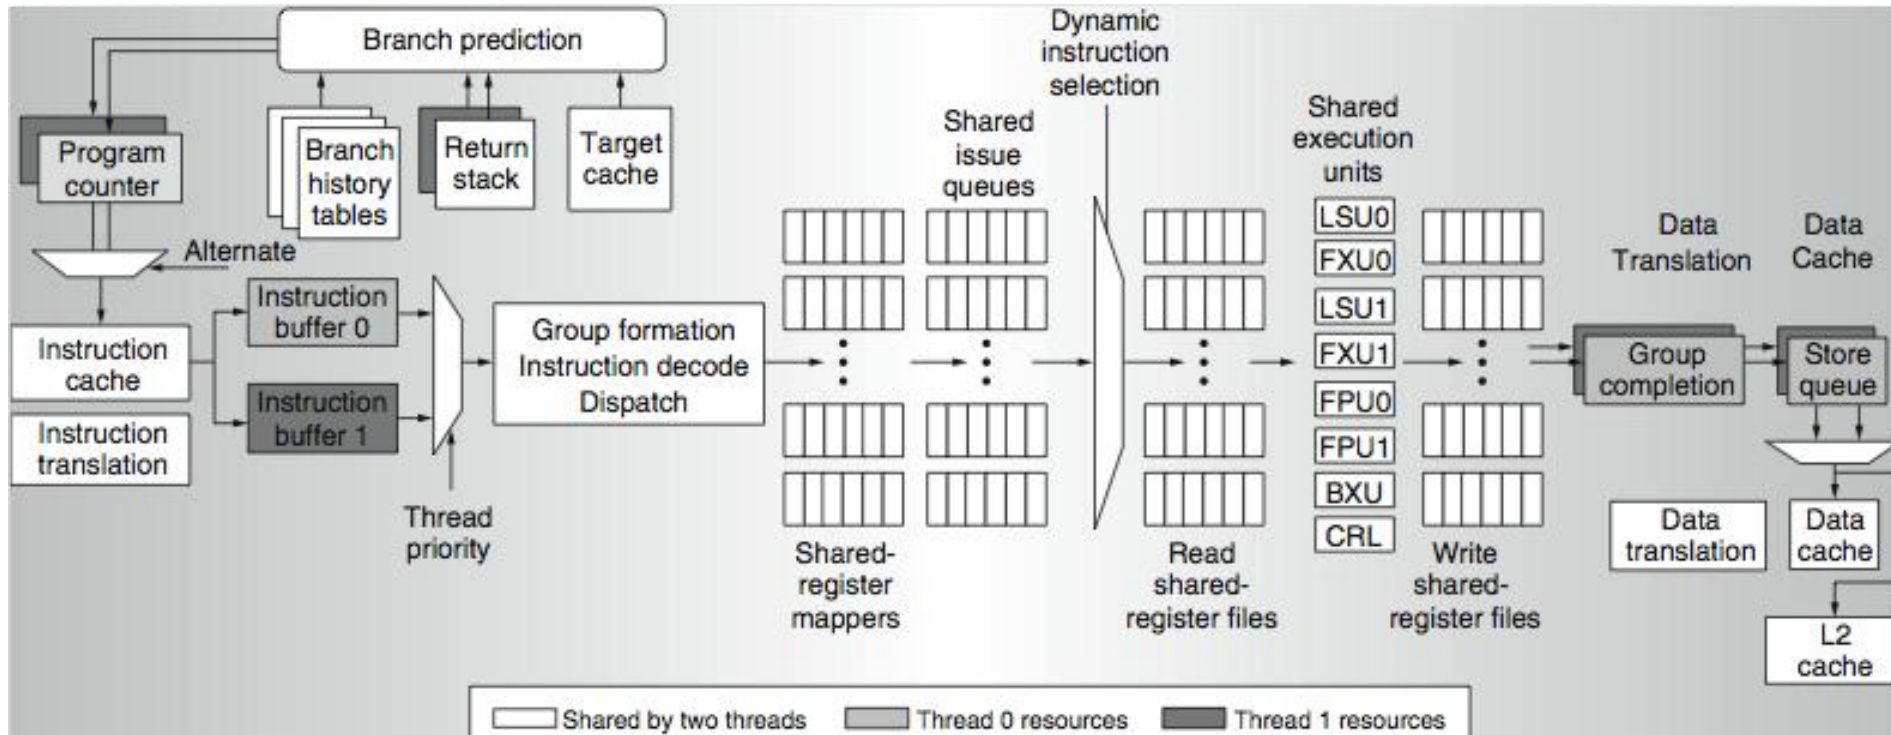 Branch prediction
Dynamic
instruction
selection
Program
counter
Branch
history
tables
Return
stack
Target
cache
Shared
issue
queues
Shared
execution
units
Alternate
LSU0
FXU0
LSU1
FXU1
FPU0
FPU1
BXU
CRL
Data
Translation
Data
Cache
Instruction
cache
Instruction
translation
Instruction
buffer 0
Instruction
buffer 1
Group formation
Instruction decode
Dispatch
Group
completion
Store
queue
Thread
priority
Shared-
register
mappers
Read
shared-
register files
Write
shared-
register files
Data
translation
Data
cache
L2
cache
Shared by two threads
Thread 0 resources
Thread 1 resources